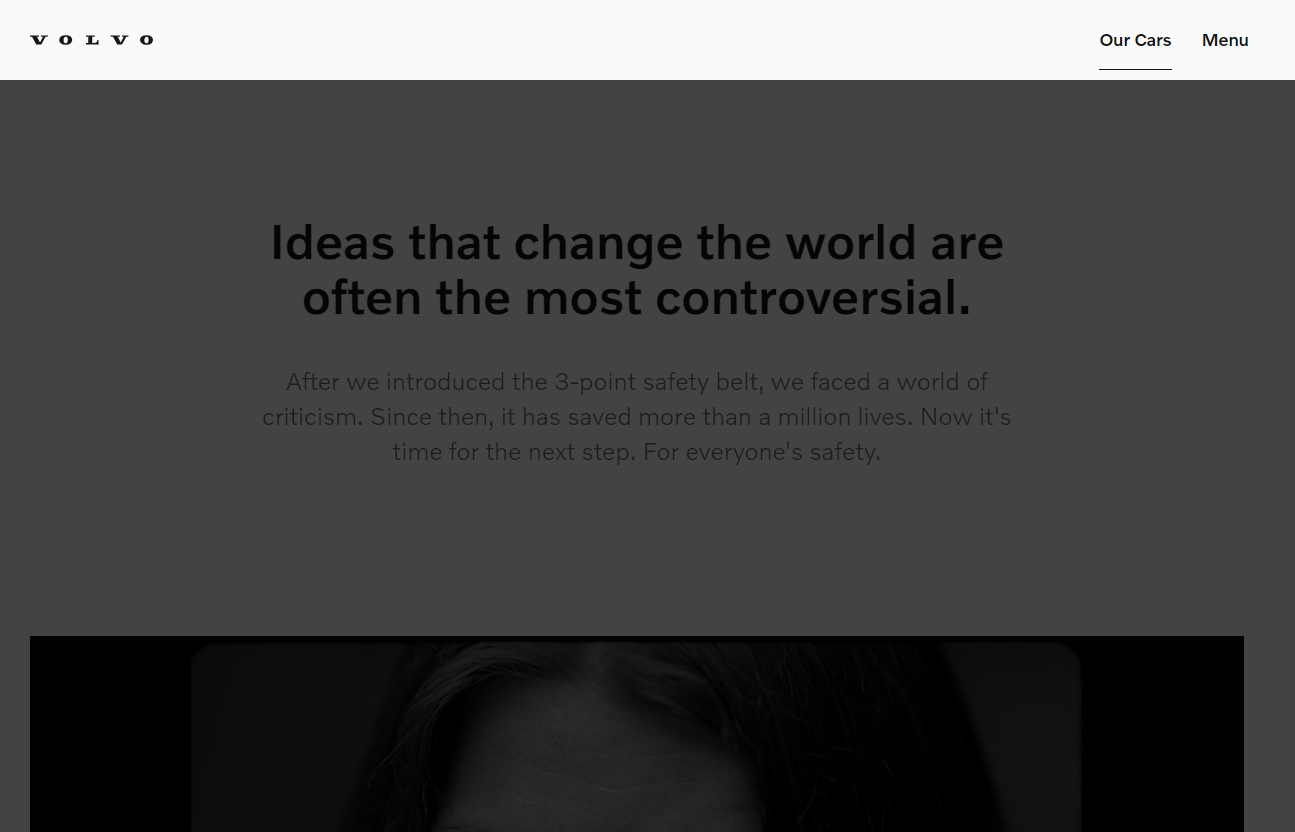 VOLVO
Our Cars
Menu
Ideas that change the world are
often the most controversial.
After we introduced the 3-point safety belt, we faced a world of
criticism. Since then, it has saved more than a million lives. Now it's
time for the next step. For everyone's safety.